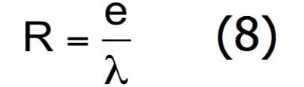 R = e/λ (8)